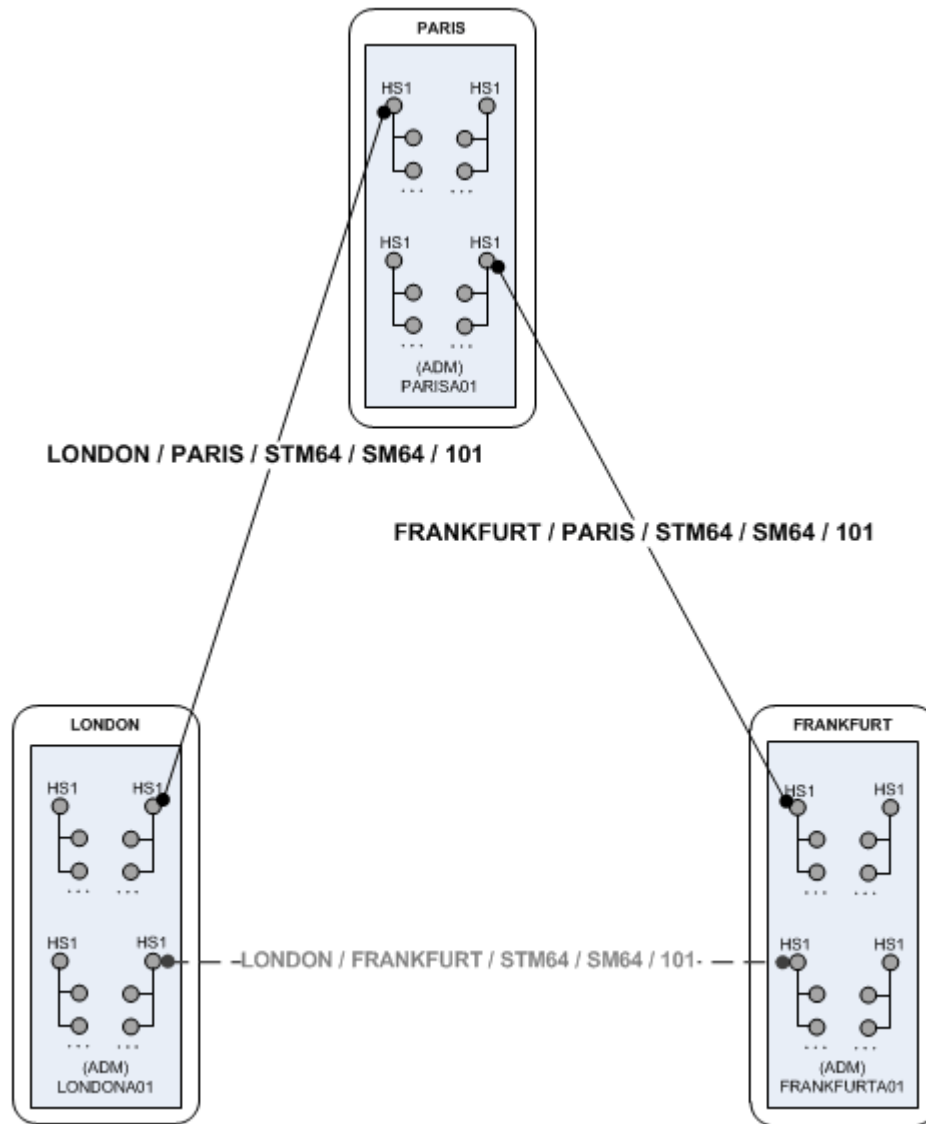 PARIS
HS1 HS1
... ...
HS1 HS1
... ...
(ADM)
PARISA01
LONDON / PARIS / STM64 / SM64 / 101
FRANKFURT / PARIS / STM64 / SM64 / 101
LONDON
HS1 HS1
... ...
HS1 HS1
... ...
(ADM)
LONDONA01
LONDON / FRANKFURT / STM64 / SM64 / 101
FRANKFURT
HS1 HS1
... ...
HS1 HS1
... ...
(ADM)
FRANKFURTA01